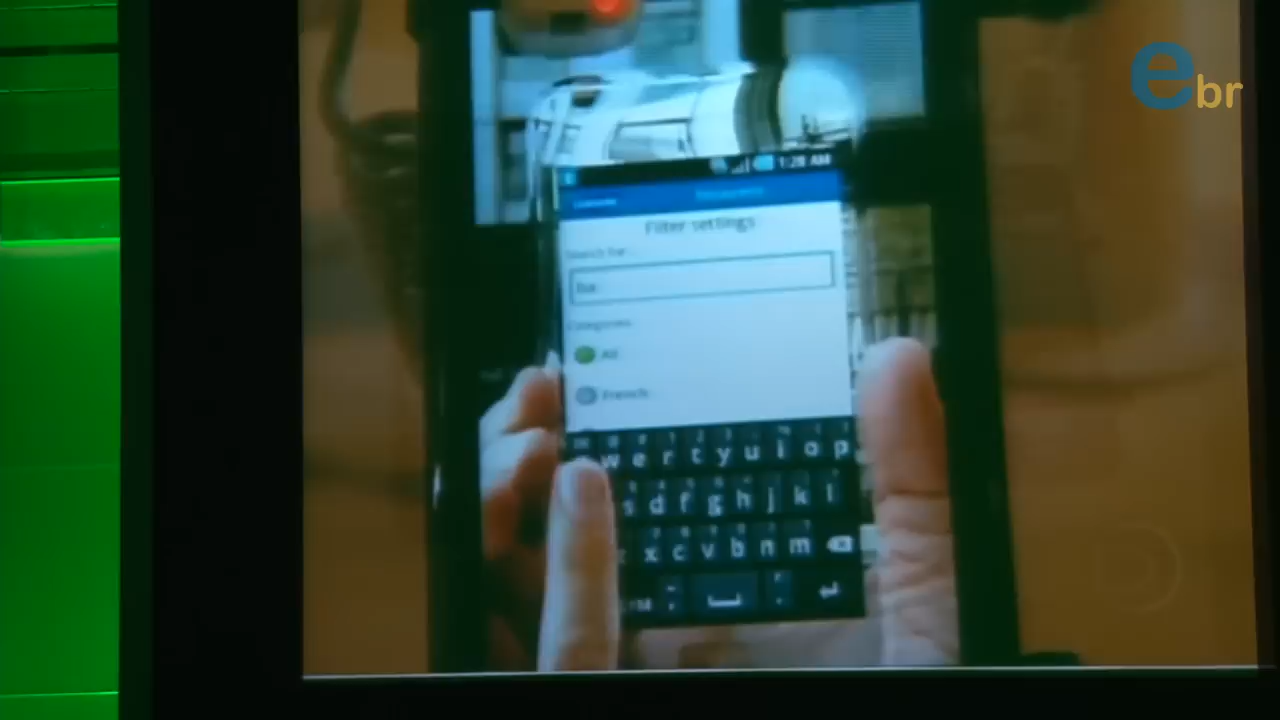 ebr
1:28 AM
Filter settings
Search for...
Categories
All
French
w e r t y u i o p
s d f g h j k l
z x c v b n m